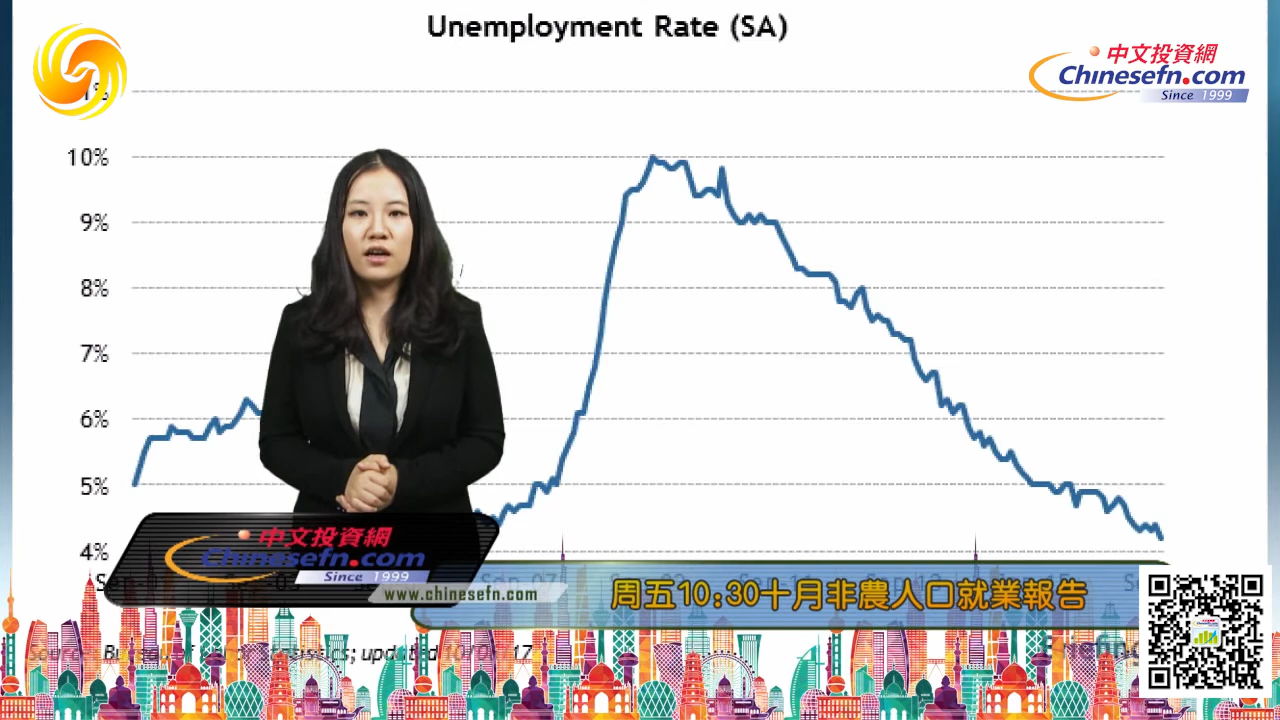 Unemployment Rate (SA)
中文投資網
Chinesefn.com
Since 1999
10%
9%
8%
7%
6%
5%
4%
中文投資網
Chinesefn.com
Since 1999
www.chinesefn.com
周五10:30十月非農人口就業報告
updated